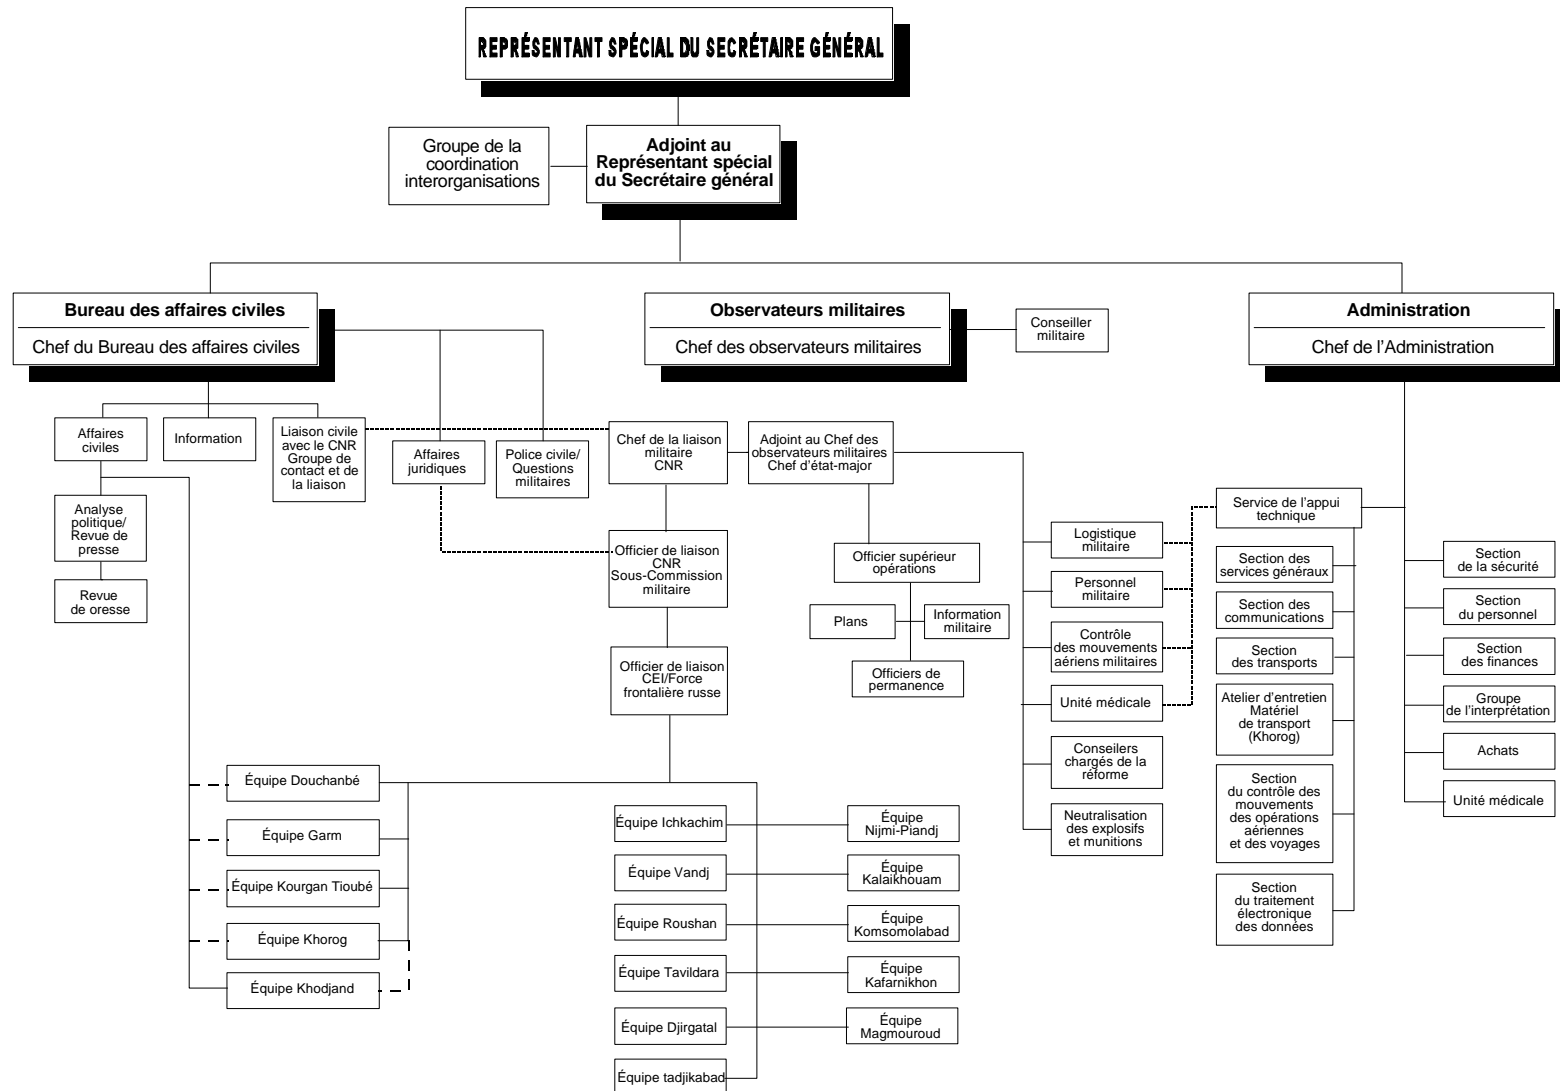 REPRÉSENTANT SPÉCIAL DU SECRÉTAIRE GÉNÉRAL
Groupe de la
coordination
interorganisations
Adjoint au
Représentant spécial
du Secrétaire général
Bureau des affaires civiles
Chef du Bureau des affaires civiles
Observateurs militaires
Chef des observateurs militaires
Conseiller
militaire
Administration
Chef de l'Administration
Affaires
civiles
Information
Liaison civile
avec le CNR
Groupe de
contact et de
la liaison
Affaires
juridiques
Police civile/
Questions
militaires
Chef de la liaison
militaire
CNR
Adjoint au Chef des
observateurs militaires
Chef d'état-major
Analyse
politique/
Revue de
presse
Revue
de oresse
Officier de liaison
CNR
Sous-Commission
militaire
Officier supérieur
opérations
Plans
Information
militaire
Officiers de
permanence
Officier de liaison
CEI/Force
frontalière russe
Logistique
militaire
Personnel
militaire
Contrôle
des mouvements
aériens militaires
Unité médicale
Conseilers
chargés de la
réforme
Neutralisation
des explosifs
et munitions
Service de l'appui
technique
Section des
services généraux
Section des
communications
Section
des transports
Atelier d'entretien
Matériel
de transport
(Khorog)
Section
du contrôle des
mouvements
des opérations
aériennes
et des voyages
Section
du traitement
électronique
des données
Section
de la sécurité
Section
du personnel
Section
des finances
Groupe
de l'interprétation
Achats
Unité médicale
Équipe Douchanbé
Équipe Garm
Équipe Kourgan Tioubé
Équipe Khorog
Équipe Khodjand
Équipe Ichkachim
Équipe
Nijmi-Piandj
Équipe Vandj
Équipe
Kalaikhouam
Équipe Roushan
Équipe
Komsomolabad
Équipe Tavildara
Équipe
Kafarnikhon
Équipe Djirgatal
Équipe
Magmouroud
Équipe tadjikabad